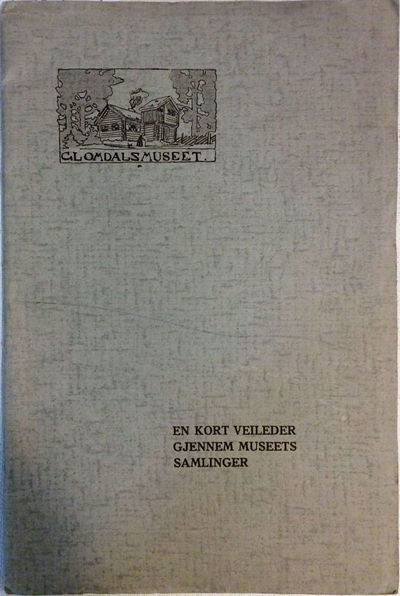 GLOMDALSMUSEET.
EN KORT VEILEDER
GJENNEM MUSEETS
SAMLINGER